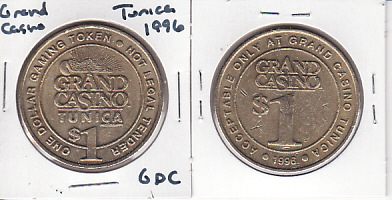 Grand
Casino
Tunica
1996
ONE DOLLAR GAMING TOKEN • NOT LEGAL TENDER
GRAND
CASINO
TUNICA
$1
GDC
ACCEPTABLE ONLY AT GRAND CASINO TUNICA
GRAND
CASINO
$1
• 1996 •